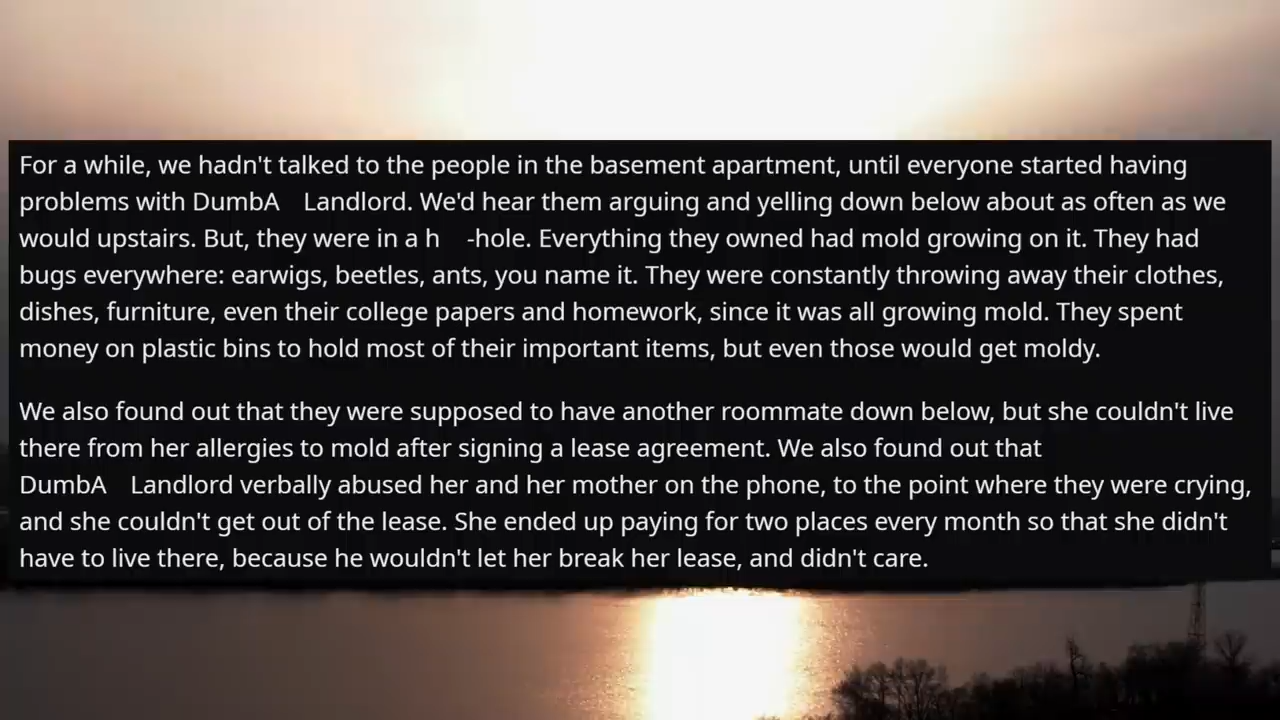 For a while, we hadn't talked to the people in the basement apartment, until everyone started having
problems with DumbA Landlord. We'd hear them arguing and yelling down below about as often as we
would upstairs. But, they were in a h -hole. Everything they owned had mold growing on it. They had
bugs everywhere: earwigs, beetles, ants, you name it. They were constantly throwing away their clothes,
dishes, furniture, even their college papers and homework, since it was all growing mold. They spent
money on plastic bins to hold most of their important items, but even those would get moldy.
We also found out that they were supposed to have another roommate down below, but she couldn't live
there from her allergies to mold after signing a lease agreement. We also found out that
DumbA Landlord verbally abused her and her mother on the phone, to the point where they were crying,
and she couldn't get out of the lease. She ended up paying for two places every month so that she didn't
have to live there, because he wouldn't let her break her lease, and didn't care.